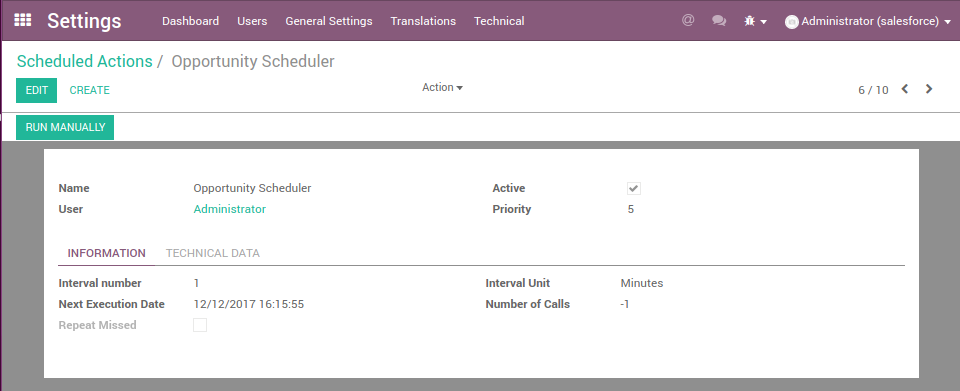 Settings Dashboard Users General Settings Translations Technical @ Administrator (salesforce)
Scheduled Actions / Opportunity Scheduler
EDIT CREATE Action 6 / 10
RUN MANUALLY
Name Opportunity Scheduler Active
User Administrator Priority 5
INFORMATION TECHNICAL DATA
Interval number 1 Interval Unit Minutes
Next Execution Date 12/12/2017 16:15:55 Number of Calls -1
Repeat Missed